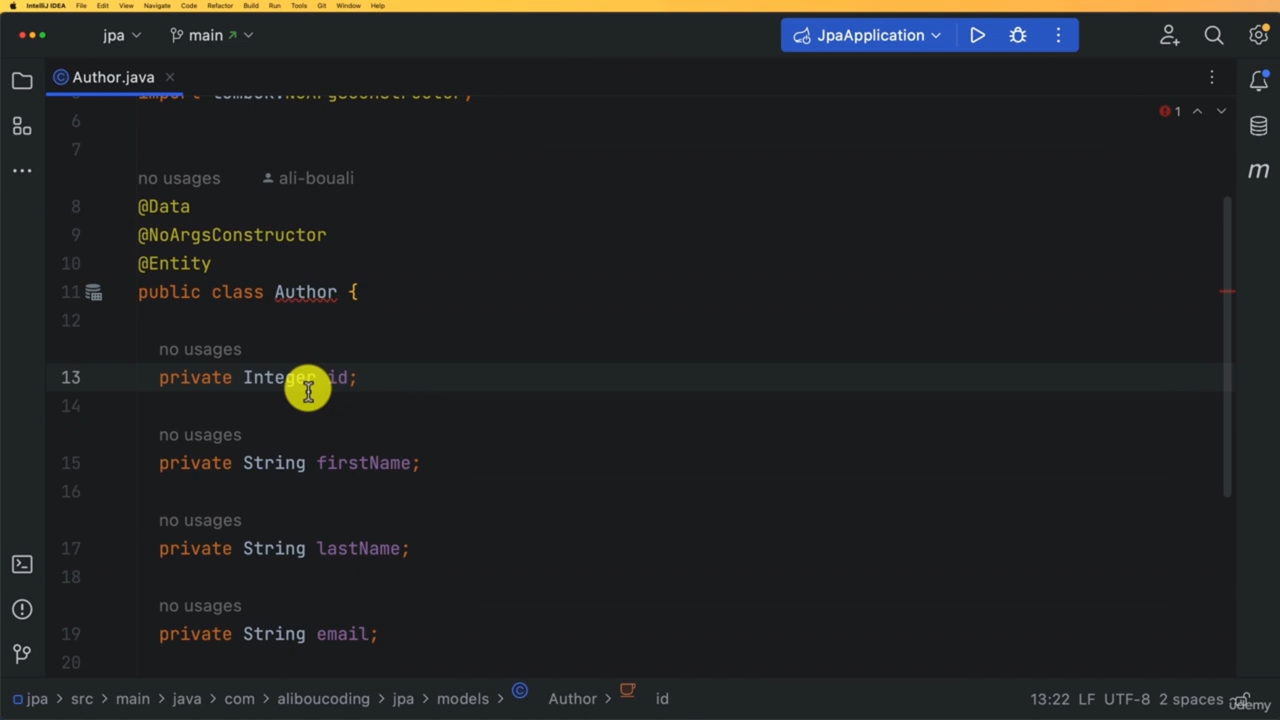 IntelliJ IDEA File Edit View Navigate Code Refactor Build Run Tools Git Window Help
jpa main JpaApplication
Author.java
import lombok.NoArgsConstructor;
6
1
7
no usages ali-bouali
8 @Data
9 @NoArgsConstructor
10 @Entity
11 public class Author {
12
no usages
13 private Integer id;
14
no usages
15 private String firstName;
16
no usages
17 private String lastName;
18
no usages
19 private String email;
20
jpa > src > main > java > com > aliboucoding > jpa > models > Author > id 13:22 LF UTF-8 2 spaces
udemy